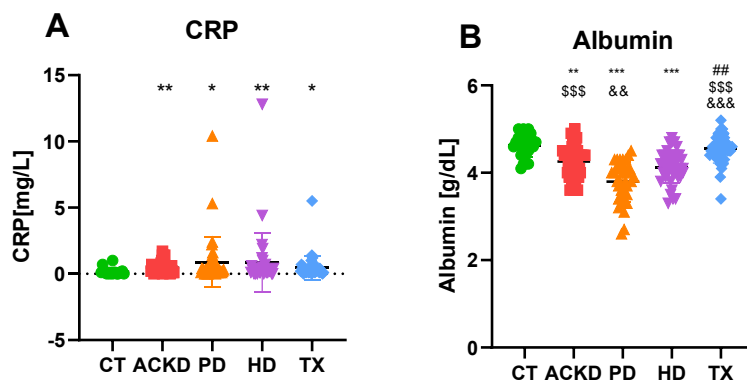 A
CRP
** * ** *
15
10
5
0
-5
CRP[mg/L]
CT ACKD PD HD TX
B
Albumin
** *** *** ##
$$$ && $$$
&&&
6
4
2
0
Albumin [g/dL]
CT ACKD PD HD TX